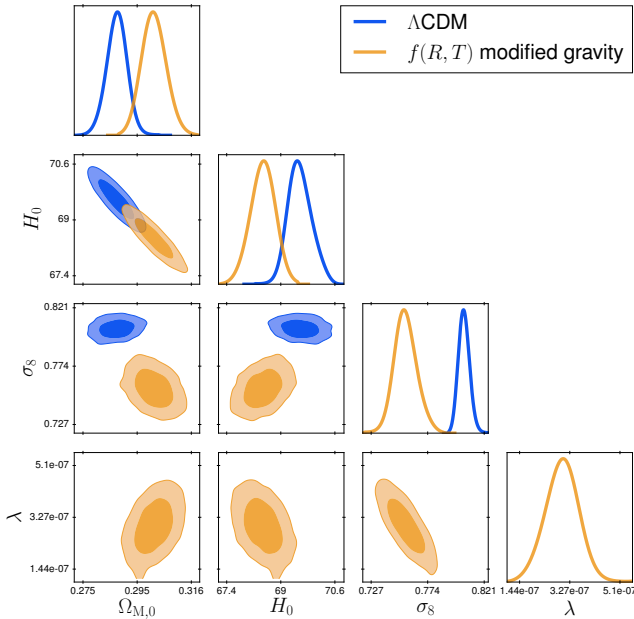 ΛCDM
f(R, T) modified gravity
70.6
69
67.4
H₀
0.821
0.774
0.727
σ₈
5.1e-07
3.27e-07
1.44e-07
λ
0.275 0.295 0.316
67.4 69 70.6
0.727 0.774 0.821
1.44e-07 3.27e-07 5.1e-07
Ω_M,0 H₀ σ₈ λ